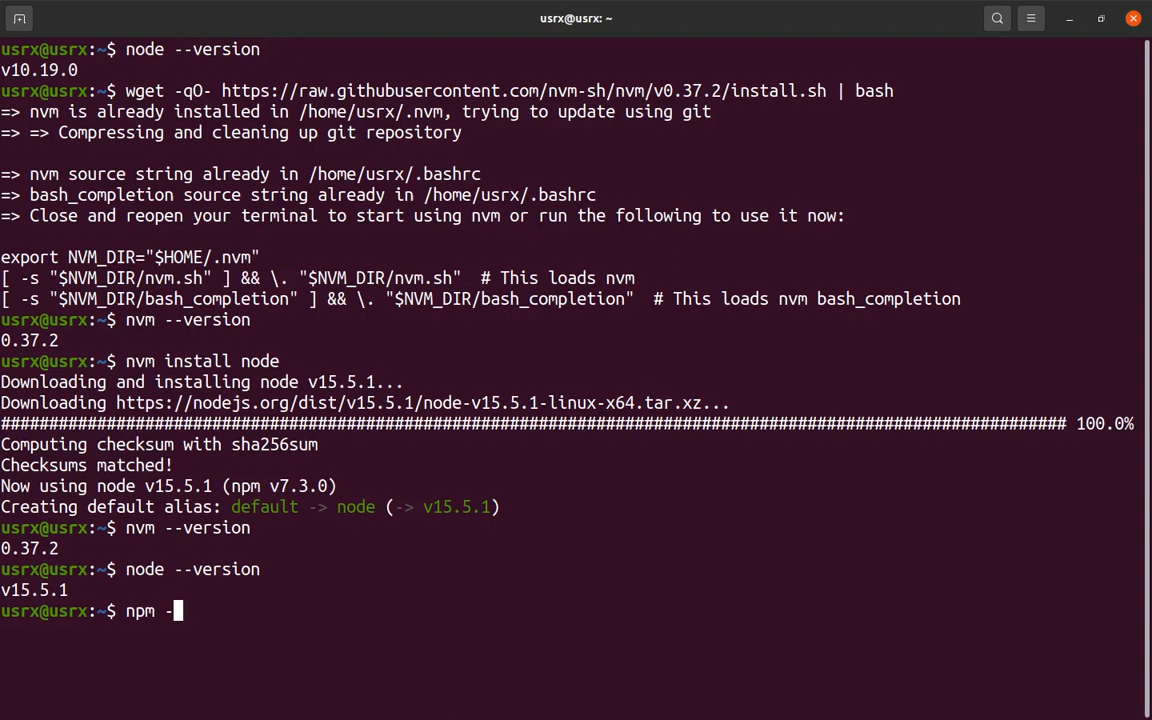 usrx@usrx: ~
usrx@usrx:~$ node --version
v10.19.0
usrx@usrx:~$ wget -qO- https://raw.githubusercontent.com/nvm-sh/nvm/v0.37.2/install.sh | bash
=> nvm is already installed in /home/usrx/.nvm, trying to update using git
=> => Compressing and cleaning up git repository
=> nvm source string already in /home/usrx/.bashrc
=> bash_completion source string already in /home/usrx/.bashrc
=> Close and reopen your terminal to start using nvm or run the following to use it now:
export NVM_DIR="$HOME/.nvm"
[ -s "$NVM_DIR/nvm.sh" ] && \. "$NVM_DIR/nvm.sh"  # This loads nvm
[ -s "$NVM_DIR/bash_completion" ] && \. "$NVM_DIR/bash_completion"  # This loads nvm bash_completion
usrx@usrx:~$ nvm --version
0.37.2
usrx@usrx:~$ nvm install node
Downloading and installing node v15.5.1...
Downloading https://nodejs.org/dist/v15.5.1/node-v15.5.1-linux-x64.tar.xz...
############################################################################################################### 100.0%
Computing checksum with sha256sum
Checksums matched!
Now using node v15.5.1 (npm v7.3.0)
Creating default alias: default -> node (-> v15.5.1)
usrx@usrx:~$ nvm --version
0.37.2
usrx@usrx:~$ node --version
v15.5.1
usrx@usrx:~$ npm -